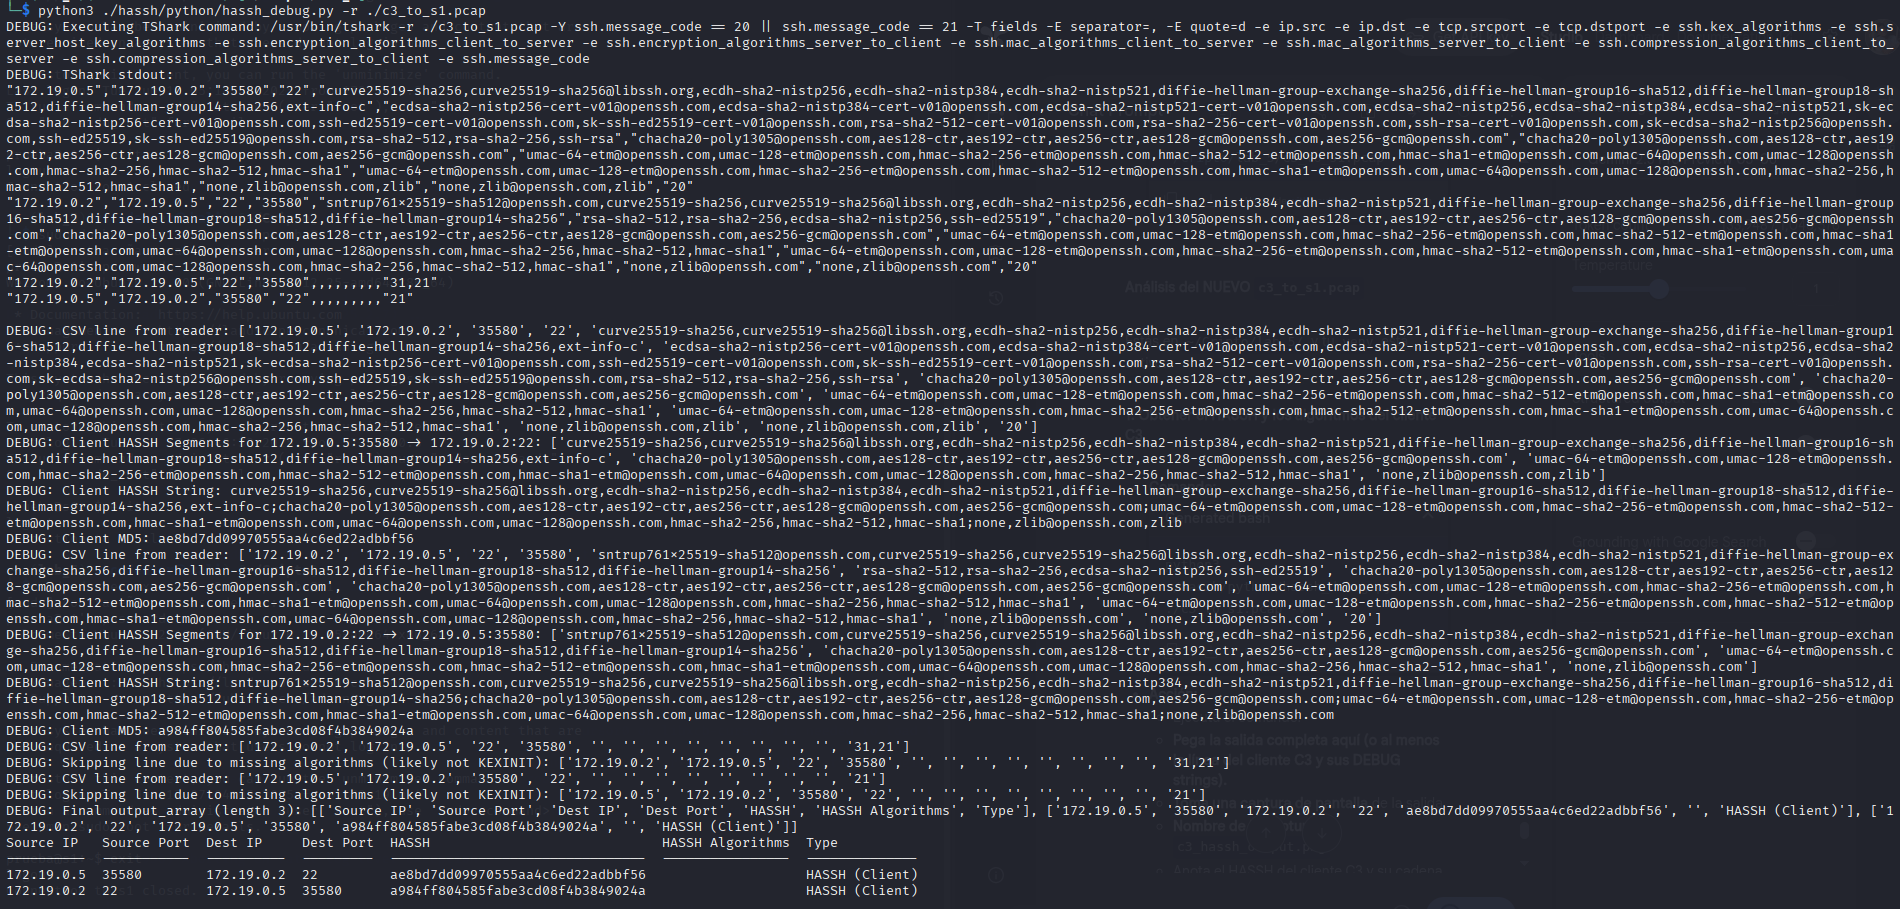 └─$ python3 ./hassh/python/hassh_debug.py -r ./c3_to_s1.pcap
DEBUG: Executing TShark command: /usr/bin/tshark -r ./c3_to_s1.pcap -Y ssh.message_code == 20 || ssh.message_code == 21 -T fields -E separator=, -E quote=d -e ip.src -e ip.dst -e tcp.srcport -e tcp.dstport -e ssh.kex_algorithms -e ssh.s
erver_host_key_algorithms -e ssh.encryption_algorithms_client_to_server -e ssh.encryption_algorithms_server_to_client -e ssh.mac_algorithms_client_to_server -e ssh.mac_algorithms_server_to_client -e ssh.compression_algorithms_client_to_
server -e ssh.compression_algorithms_server_to_client -e ssh.message_code
DEBUG: TShark stdout:
"172.19.0.5","172.19.0.2","35580","22","curve25519-sha256,curve25519-sha256@libssh.org,ecdh-sha2-nistp256,ecdh-sha2-nistp384,ecdh-sha2-nistp521,diffie-hellman-group-exchange-sha256,diffie-hellman-group16-sha512,diffie-hellman-group18-sh
a512,diffie-hellman-group14-sha256,ext-info-c","ecdsa-sha2-nistp256-cert-v01@openssh.com,ecdsa-sha2-nistp384-cert-v01@openssh.com,ecdsa-sha2-nistp521-cert-v01@openssh.com,ecdsa-sha2-nistp256,ecdsa-sha2-nistp384,ecdsa-sha2-nistp521,sk-ec
dsa-sha2-nistp256-cert-v01@openssh.com,ssh-ed25519-cert-v01@openssh.com,sk-ssh-ed25519-cert-v01@openssh.com,rsa-sha2-512-cert-v01@openssh.com,rsa-sha2-256-cert-v01@openssh.com,ssh-rsa-cert-v01@openssh.com,sk-ecdsa-sha2-nistp256@openssh.
com,ssh-ed25519,sk-ssh-ed25519@openssh.com,rsa-sha2-512,rsa-sha2-256,ssh-rsa","chacha20-poly1305@openssh.com,aes128-ctr,aes192-ctr,aes256-ctr,aes128-gcm@openssh.com,aes256-gcm@openssh.com","chacha20-poly1305@openssh.com,aes128-ctr,aes19
2-ctr,aes256-ctr,aes128-gcm@openssh.com,aes256-gcm@openssh.com","umac-64-etm@openssh.com,umac-128-etm@openssh.com,hmac-sha2-256-etm@openssh.com,hmac-sha2-512-etm@openssh.com,hmac-sha1-etm@openssh.com,umac-64@openssh.com,umac-128@openssh
.com,hmac-sha2-256,hmac-sha2-512,hmac-sha1","umac-64-etm@openssh.com,umac-128-etm@openssh.com,hmac-sha2-256-etm@openssh.com,hmac-sha2-512-etm@openssh.com,hmac-sha1-etm@openssh.com,umac-64@openssh.com,umac-128@openssh.com,hmac-sha2-256,h
mac-sha2-512,hmac-sha1","none,zlib@openssh.com,zlib","none,zlib@openssh.com,zlib","20"
"172.19.0.2","172.19.0.5","22","35580","sntrup761×25519-sha512@openssh.com,curve25519-sha256,curve25519-sha256@libssh.org,ecdh-sha2-nistp256,ecdh-sha2-nistp384,ecdh-sha2-nistp521,diffie-hellman-group-exchange-sha256,diffie-hellman-group
16-sha512,diffie-hellman-group18-sha512,diffie-hellman-group14-sha256","rsa-sha2-512,rsa-sha2-256,ecdsa-sha2-nistp256,ssh-ed25519","chacha20-poly1305@openssh.com,aes128-ctr,aes192-ctr,aes256-ctr,aes128-gcm@openssh.com,aes256-gcm@openssh
.com","chacha20-poly1305@openssh.com,aes128-ctr,aes192-ctr,aes256-ctr,aes128-gcm@openssh.com,aes256-gcm@openssh.com","umac-64-etm@openssh.com,umac-128-etm@openssh.com,hmac-sha2-256-etm@openssh.com,hmac-sha2-512-etm@openssh.com,hmac-sha1
-etm@openssh.com,umac-64@openssh.com,umac-128@openssh.com,hmac-sha2-256,hmac-sha2-512,hmac-sha1","umac-64-etm@openssh.com,umac-128-etm@openssh.com,hmac-sha2-256-etm@openssh.com,hmac-sha2-512-etm@openssh.com,hmac-sha1-etm@openssh.com,uma
c-64@openssh.com,umac-128@openssh.com,hmac-sha2-256,hmac-sha2-512,hmac-sha1","none,zlib@openssh.com","none,zlib@openssh.com","20"
"172.19.0.2","172.19.0.5","22","35580",,,,,,,,,"31,21"
"172.19.0.5","172.19.0.2","35580","22",,,,,,,,,"21"
DEBUG: CSV line from reader: ['172.19.0.5', '172.19.0.2', '35580', '22', 'curve25519-sha256,curve25519-sha256@libssh.org,ecdh-sha2-nistp256,ecdh-sha2-nistp384,ecdh-sha2-nistp521,diffie-hellman-group-exchange-sha256,diffie-hellman-group1
6-sha512,diffie-hellman-group18-sha512,diffie-hellman-group14-sha256,ext-info-c', 'ecdsa-sha2-nistp256-cert-v01@openssh.com,ecdsa-sha2-nistp384-cert-v01@openssh.com,ecdsa-sha2-nistp521-cert-v01@openssh.com,ecdsa-sha2-nistp256,ecdsa-sha2
-nistp384,ecdsa-sha2-nistp521,sk-ecdsa-sha2-nistp256-cert-v01@openssh.com,ssh-ed25519-cert-v01@openssh.com,sk-ssh-ed25519-cert-v01@openssh.com,rsa-sha2-512-cert-v01@openssh.com,rsa-sha2-256-cert-v01@openssh.com,ssh-rsa-cert-v01@openssh.
com,sk-ecdsa-sha2-nistp256@openssh.com,ssh-ed25519,sk-ssh-ed25519@openssh.com,rsa-sha2-512,rsa-sha2-256,ssh-rsa', 'chacha20-poly1305@openssh.com,aes128-ctr,aes192-ctr,aes256-ctr,aes128-gcm@openssh.com,aes256-gcm@openssh.com', 'chacha20-
poly1305@openssh.com,aes128-ctr,aes192-ctr,aes256-ctr,aes128-gcm@openssh.com,aes256-gcm@openssh.com', 'umac-64-etm@openssh.com,umac-128-etm@openssh.com,hmac-sha2-256-etm@openssh.com,hmac-sha2-512-etm@openssh.com,hmac-sha1-etm@openssh.co
m,umac-64@openssh.com,umac-128@openssh.com,hmac-sha2-256,hmac-sha2-512,hmac-sha1', 'umac-64-etm@openssh.com,umac-128-etm@openssh.com,hmac-sha2-256-etm@openssh.com,hmac-sha2-512-etm@openssh.com,hmac-sha1-etm@openssh.com,umac-64@openssh.c
om,umac-128@openssh.com,hmac-sha2-256,hmac-sha2-512,hmac-sha1', 'none,zlib@openssh.com,zlib', 'none,zlib@openssh.com,zlib', '20']
DEBUG: Client HASSH Segments for 172.19.0.5:35580 → 172.19.0.2:22: ['curve25519-sha256,curve25519-sha256@libssh.org,ecdh-sha2-nistp256,ecdh-sha2-nistp384,ecdh-sha2-nistp521,diffie-hellman-group-exchange-sha256,diffie-hellman-group16-sh
a512,diffie-hellman-group18-sha512,diffie-hellman-group14-sha256,ext-info-c', 'chacha20-poly1305@openssh.com,aes128-ctr,aes192-ctr,aes256-ctr,aes128-gcm@openssh.com,aes256-gcm@openssh.com', 'umac-64-etm@openssh.com,umac-128-etm@openssh.
com,hmac-sha2-256-etm@openssh.com,hmac-sha2-512-etm@openssh.com,hmac-sha1-etm@openssh.com,umac-64@openssh.com,umac-128@openssh.com,hmac-sha2-256,hmac-sha2-512,hmac-sha1', 'none,zlib@openssh.com,zlib']
DEBUG: Client HASSH String: curve25519-sha256,curve25519-sha256@libssh.org,ecdh-sha2-nistp256,ecdh-sha2-nistp384,ecdh-sha2-nistp521,diffie-hellman-group-exchange-sha256,diffie-hellman-group16-sha512,diffie-hellman-group18-sha512,diffie-
hellman-group14-sha256,ext-info-c;chacha20-poly1305@openssh.com,aes128-ctr,aes192-ctr,aes256-ctr,aes128-gcm@openssh.com,aes256-gcm@openssh.com;umac-64-etm@openssh.com,umac-128-etm@openssh.com,hmac-sha2-256-etm@openssh.com,hmac-sha2-512-
etm@openssh.com,hmac-sha1-etm@openssh.com,umac-64@openssh.com,umac-128@openssh.com,hmac-sha2-256,hmac-sha2-512,hmac-sha1;none,zlib@openssh.com,zlib
DEBUG: Client MD5: ae8bd7dd09970555aa4c6ed22adbbf56
DEBUG: CSV line from reader: ['172.19.0.2', '172.19.0.5', '22', '35580', 'sntrup761×25519-sha512@openssh.com,curve25519-sha256,curve25519-sha256@libssh.org,ecdh-sha2-nistp256,ecdh-sha2-nistp384,ecdh-sha2-nistp521,diffie-hellman-group-ex
change-sha256,diffie-hellman-group16-sha512,diffie-hellman-group18-sha512,diffie-hellman-group14-sha256', 'rsa-sha2-512,rsa-sha2-256,ecdsa-sha2-nistp256,ssh-ed25519', 'chacha20-poly1305@openssh.com,aes128-ctr,aes192-ctr,aes256-ctr,aes12
8-gcm@openssh.com,aes256-gcm@openssh.com', 'chacha20-poly1305@openssh.com,aes128-ctr,aes192-ctr,aes256-ctr,aes128-gcm@openssh.com,aes256-gcm@openssh.com', 'umac-64-etm@openssh.com,umac-128-etm@openssh.com,hmac-sha2-256-etm@openssh.com,
hmac-sha2-512-etm@openssh.com,hmac-sha1-etm@openssh.com,umac-64@openssh.com,umac-128@openssh.com,hmac-sha2-256,hmac-sha2-512,hmac-sha1', 'umac-64-etm@openssh.com,umac-128-etm@openssh.com,hmac-sha2-256-etm@openssh.com,hmac-sha2-512-etm@o
penssh.com,hmac-sha1-etm@openssh.com,umac-64@openssh.com,umac-128@openssh.com,hmac-sha2-256,hmac-sha2-512,hmac-sha1', 'none,zlib@openssh.com', 'none,zlib@openssh.com', '20']
DEBUG: Client HASSH Segments for 172.19.0.2:22 → 172.19.0.5:35580: ['sntrup761×25519-sha512@openssh.com,curve25519-sha256,curve25519-sha256@libssh.org,ecdh-sha2-nistp256,ecdh-sha2-nistp384,ecdh-sha2-nistp521,diffie-hellman-group-exchan
ge-sha256,diffie-hellman-group16-sha512,diffie-hellman-group18-sha512,diffie-hellman-group14-sha256', 'chacha20-poly1305@openssh.com,aes128-ctr,aes192-ctr,aes256-ctr,aes128-gcm@openssh.com,aes256-gcm@openssh.com', 'umac-64-etm@openssh.c
om,umac-128-etm@openssh.com,hmac-sha2-256-etm@openssh.com,hmac-sha2-512-etm@openssh.com,hmac-sha1-etm@openssh.com,umac-64@openssh.com,umac-128@openssh.com,hmac-sha2-256,hmac-sha2-512,hmac-sha1', 'none,zlib@openssh.com']
DEBUG: Client HASSH String: sntrup761×25519-sha512@openssh.com,curve25519-sha256,curve25519-sha256@libssh.org,ecdh-sha2-nistp256,ecdh-sha2-nistp384,ecdh-sha2-nistp521,diffie-hellman-group-exchange-sha256,diffie-hellman-group16-sha512,di
ffie-hellman-group18-sha512,diffie-hellman-group14-sha256;chacha20-poly1305@openssh.com,aes128-ctr,aes192-ctr,aes256-ctr,aes128-gcm@openssh.com,aes256-gcm@openssh.com;umac-64-etm@openssh.com,umac-128-etm@openssh.com,hmac-sha2-256-etm@op
enssh.com,hmac-sha2-512-etm@openssh.com,hmac-sha1-etm@openssh.com,umac-64@openssh.com,umac-128@openssh.com,hmac-sha2-256,hmac-sha2-512,hmac-sha1;none,zlib@openssh.com
DEBUG: Client MD5: a984ff804585fabe3cd08f4b3849024a
DEBUG: CSV line from reader: ['172.19.0.2', '172.19.0.5', '22', '35580', '', '', '', '', '', '', '', '', '31,21']
DEBUG: Skipping line due to missing algorithms (likely not KEXINIT): ['172.19.0.2', '172.19.0.5', '22', '35580', '', '', '', '', '', '', '', '', '31,21']
DEBUG: CSV line from reader: ['172.19.0.5', '172.19.0.2', '35580', '22', '', '', '', '', '', '', '', '', '21']
DEBUG: Skipping line due to missing algorithms (likely not KEXINIT): ['172.19.0.5', '172.19.0.2', '35580', '22', '', '', '', '', '', '', '', '', '21']
DEBUG: Final output_array (length 3): [['Source IP', 'Source Port', 'Dest IP', 'Dest Port', 'HASSH', 'HASSH Algorithms', 'Type'], ['172.19.0.5', '35580', '172.19.0.2', '22', 'ae8bd7dd09970555aa4c6ed22adbbf56', '', 'HASSH (Client)'], ['1
72.19.0.2', '22', '172.19.0.5', '35580', 'a984ff804585fabe3cd08f4b3849024a', '', 'HASSH (Client)']]
Source IP Source Port Dest IP Dest Port HASSH HASSH Algorithms Type
172.19.0.5 35580 172.19.0.2 22 ae8bd7dd09970555aa4c6ed22adbbf56 HASSH (Client)
172.19.0.2 22 172.19.0.5 35580 a984ff804585fabe3cd08f4b3849024a HASSH (Client)
Análisis del NUEVO c3_to_s1.pcap
Pega la salida completa aquí (o al menos